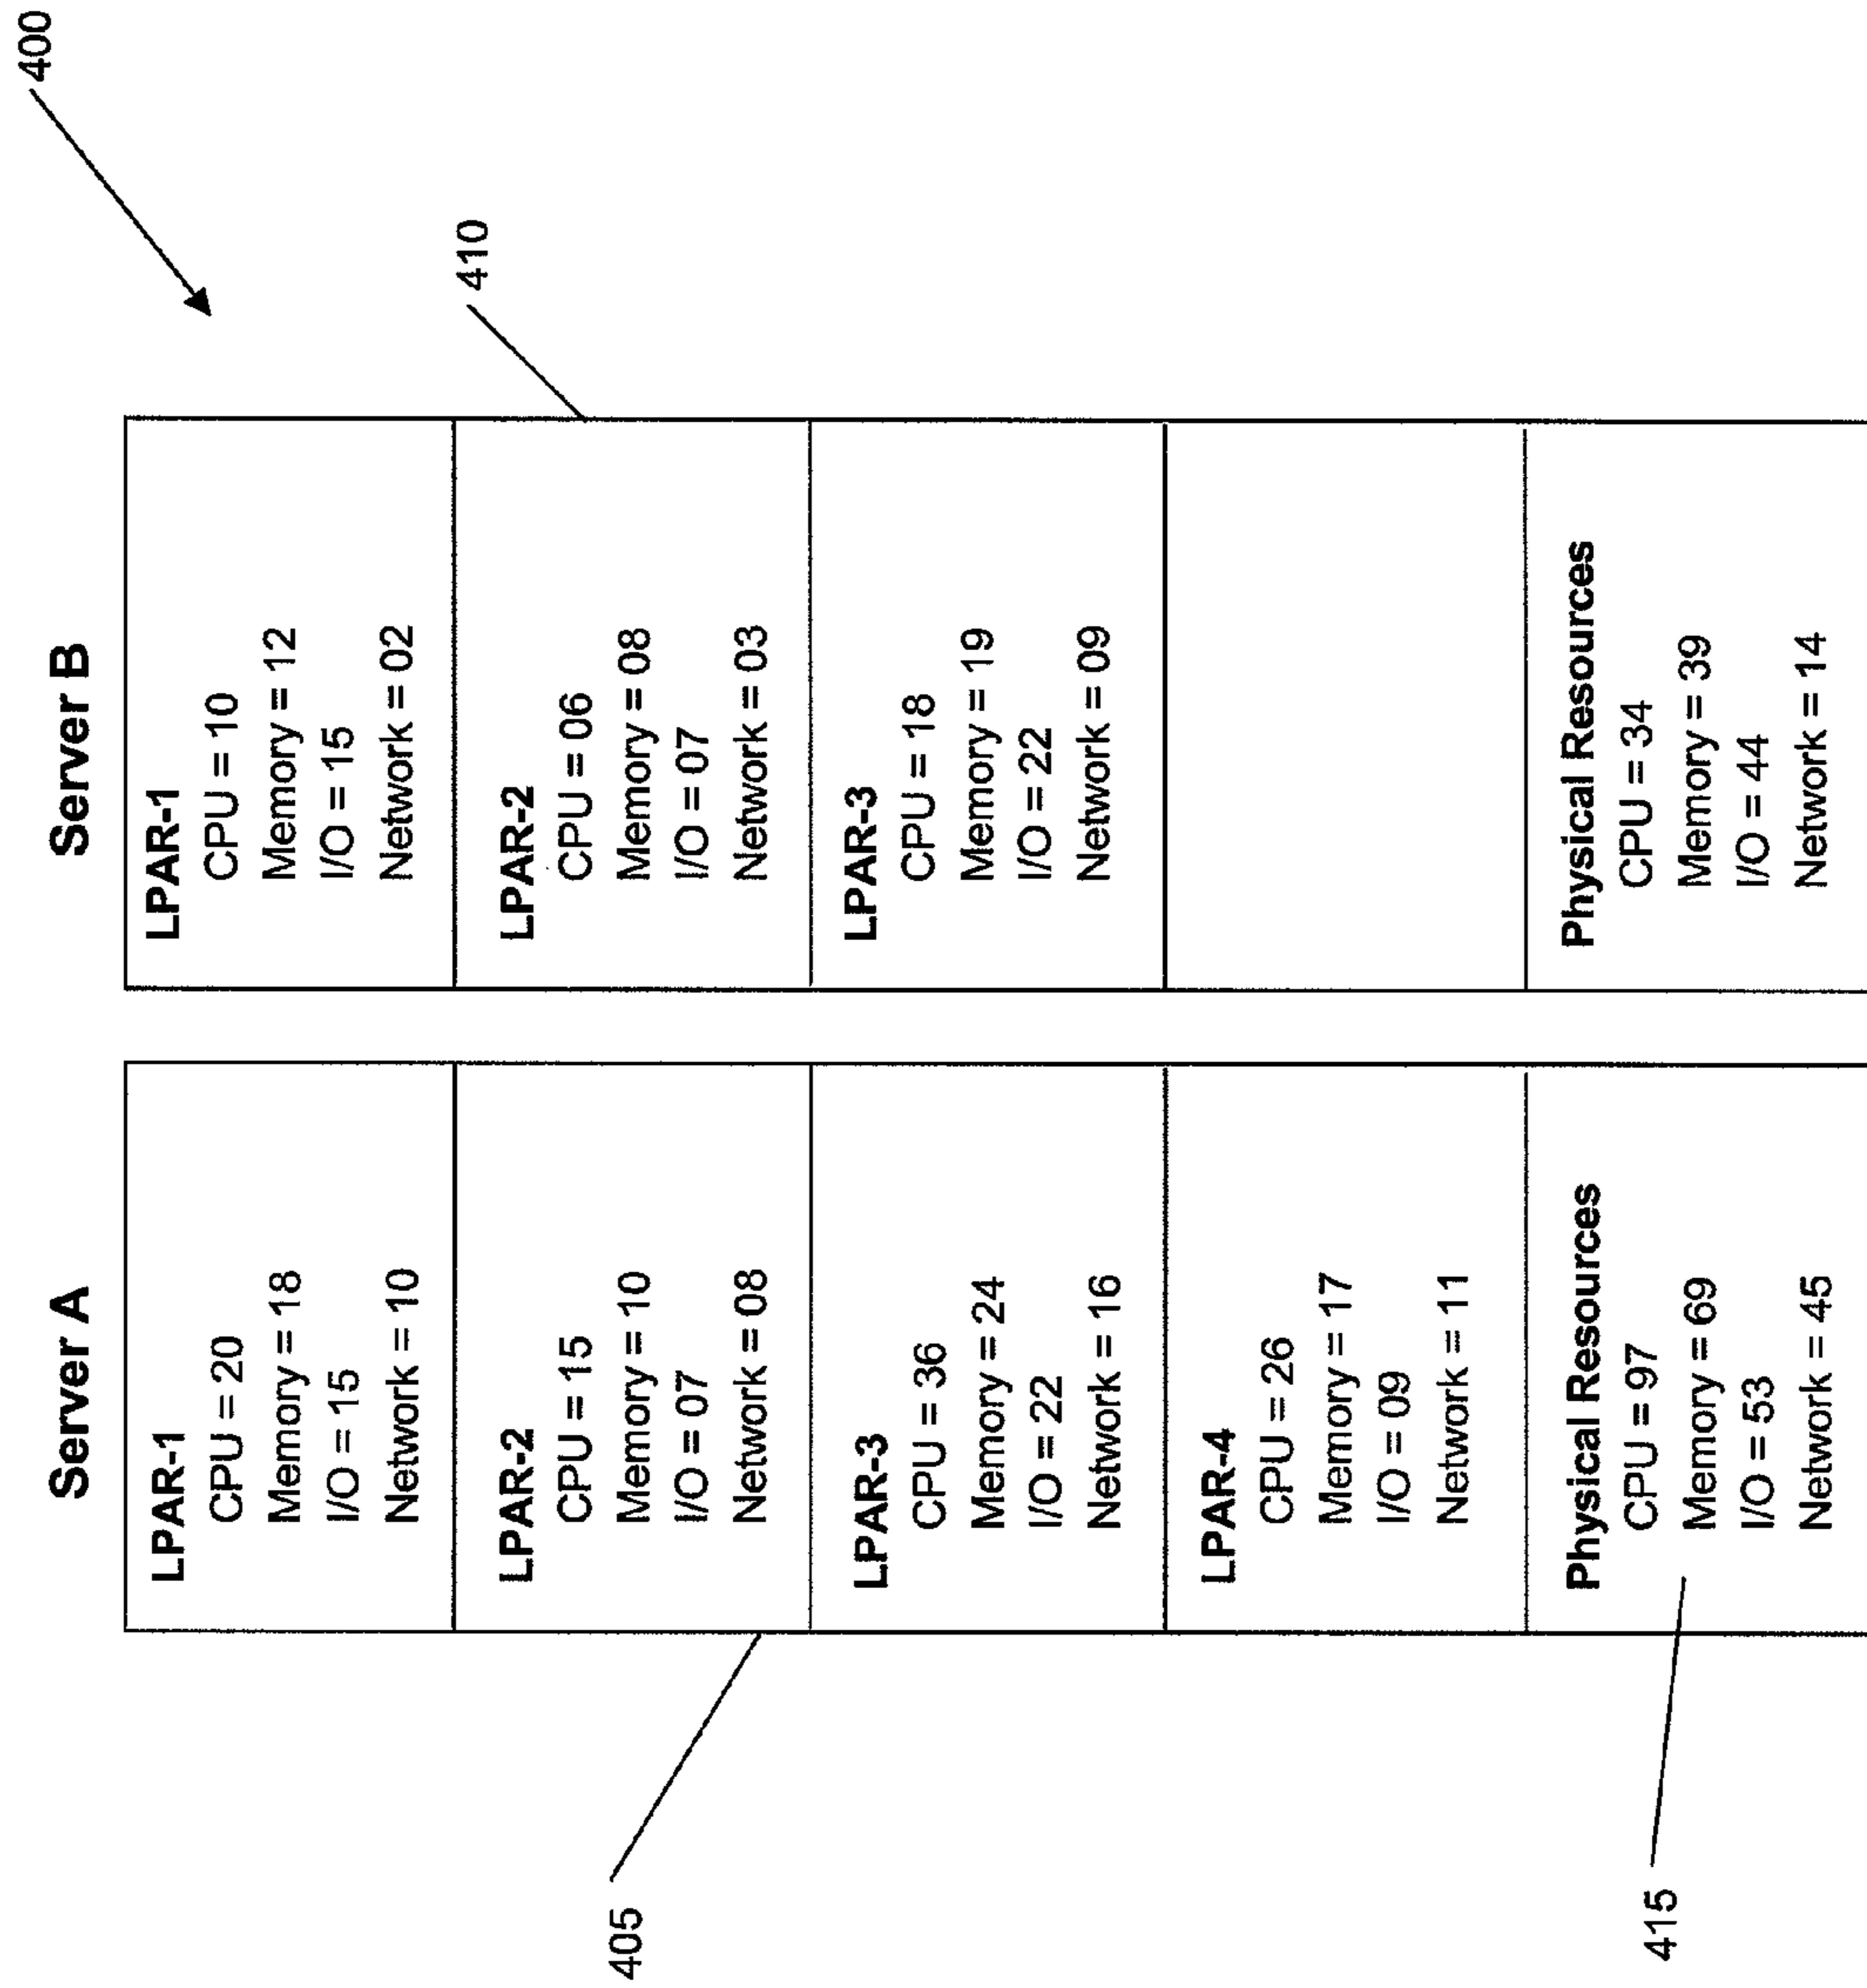 400
Server A
LPAR-1
CPU = 20
Memory = 18
I/O = 15
Network = 10
LPAR-2
CPU = 15
Memory = 10
I/O = 07
Network = 08
LPAR-3
CPU = 36
Memory = 24
I/O = 22
Network = 16
LPAR-4
CPU = 26
Memory = 17
I/O = 09
Network = 11
Physical Resources
CPU = 97
Memory = 69
I/O = 53
Network = 45
405
415
Server B
LPAR-1
CPU = 10
Memory = 12
I/O = 15
Network = 02
LPAR-2
CPU = 06
Memory = 08
I/O = 07
Network = 03
LPAR-3
CPU = 18
Memory = 19
I/O = 22
Network = 09
Physical Resources
CPU = 34
Memory = 39
I/O = 44
Network = 14
410